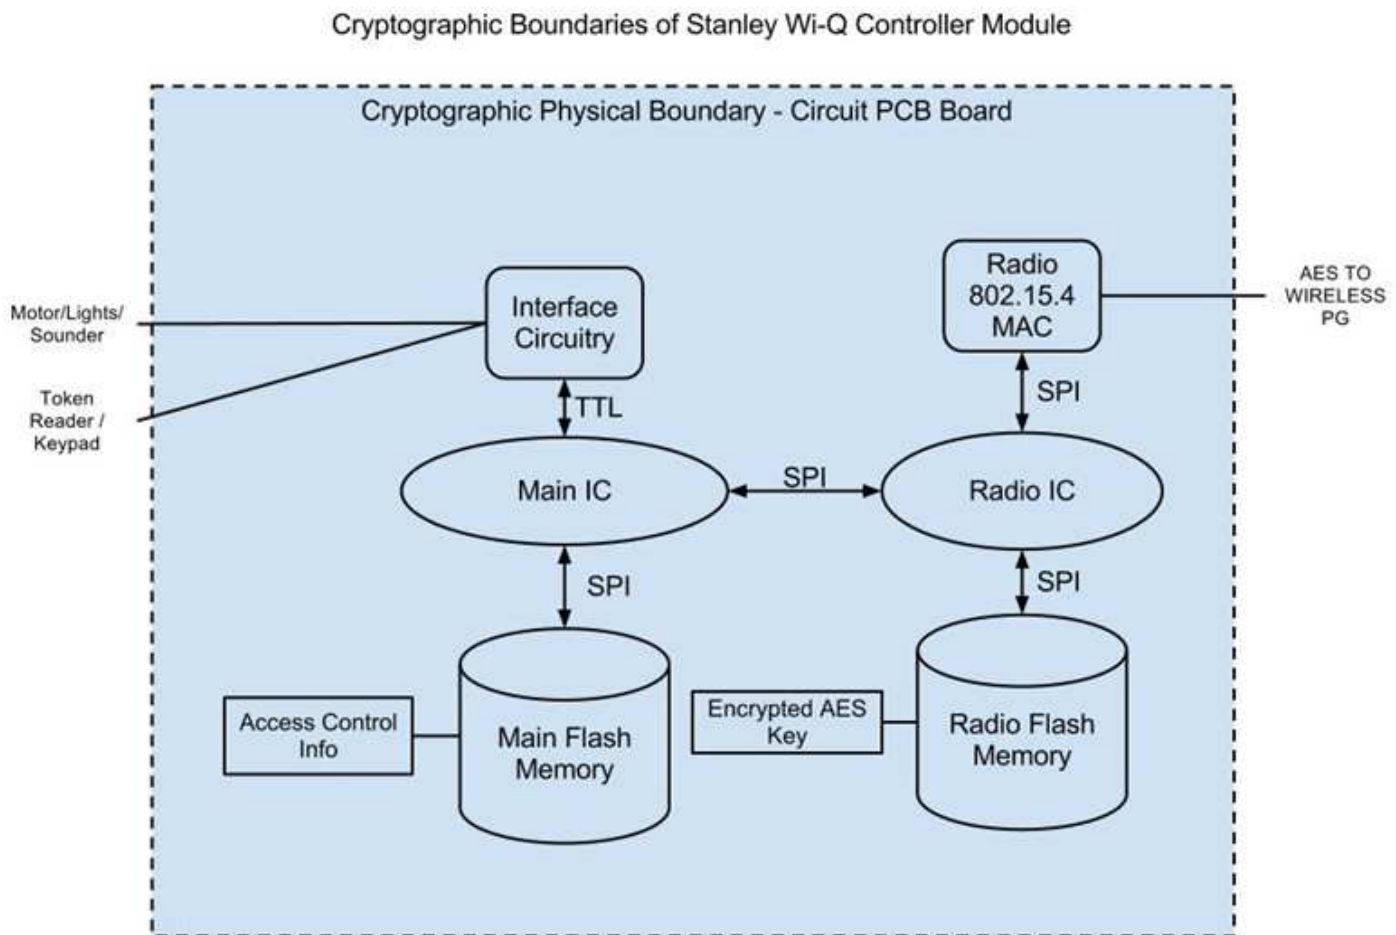 Cryptographic Boundaries of Stanley Wi-Q Controller Module
Cryptographic Physical Boundary - Circuit PCB Board
Motor/Lights/
Sounder
Token
Reader /
Keypad
Interface
Circuitry
TTL
Radio
802.15.4
MAC
AES TO
WIRELESS
PG
SPI
Main IC
SPI
Radio IC
SPI
SPI
Access Control
Info
Main Flash
Memory
Encrypted AES
Key
Radio Flash
Memory